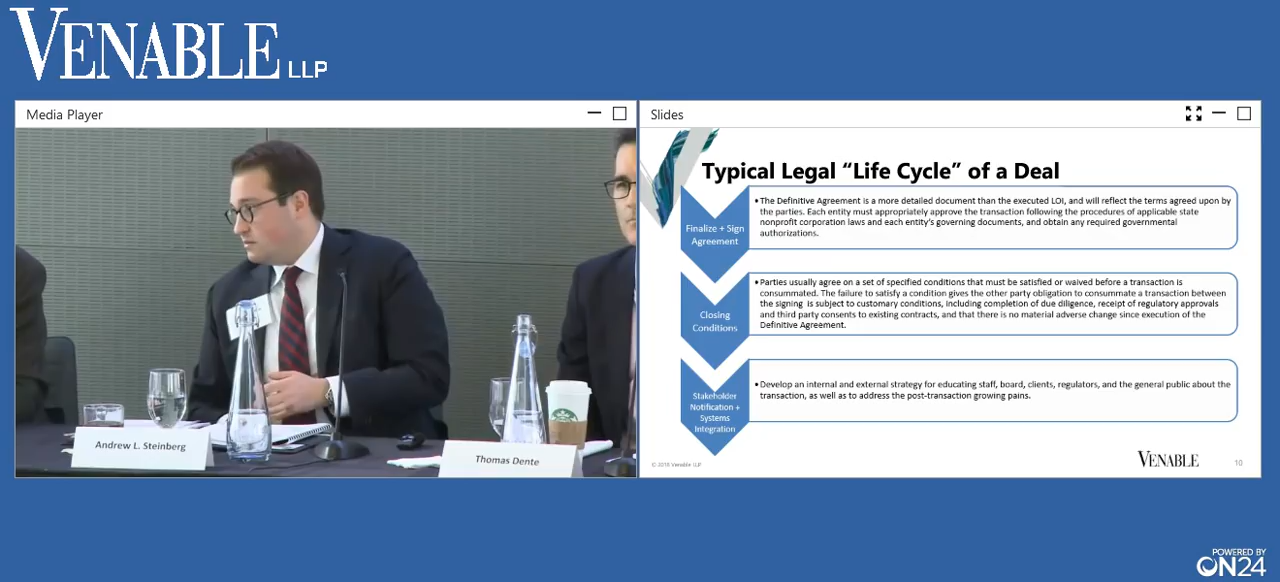 VENABLE LLP
Media Player
Slides
Typical Legal “Life Cycle” of a Deal
Finalize + Sign
Agreement
•The Definitive Agreement is a more detailed document than the executed LOI, and will reflect the terms agreed upon by
the parties. Each entity must appropriately approve the transaction following the procedures of applicable state
nonprofit corporation laws and each entity’s governing documents, and obtain any required governmental
authorizations.
Closing
Conditions
•Parties usually agree on a set of specified conditions that must be satisfied or waived before a transaction is
consummated. The failure to satisfy a condition gives the other party obligation to consummate a transaction between
the signing is subject to customary conditions, including completion of due diligence, receipt of regulatory approvals
and third party consents to existing contracts, and that there is no material adverse change since execution of the
Definitive Agreement.
Stakeholder
Notification +
Systems
Integration
•Develop an internal and external strategy for educating staff, board, clients, regulators, and the general public about the
transaction, as well as to address the post-transaction growing pains.
© 2018 Venable LLP
VENABLE
10
Andrew L. Steinberg
Thomas Dente
POWERED BY
ON24